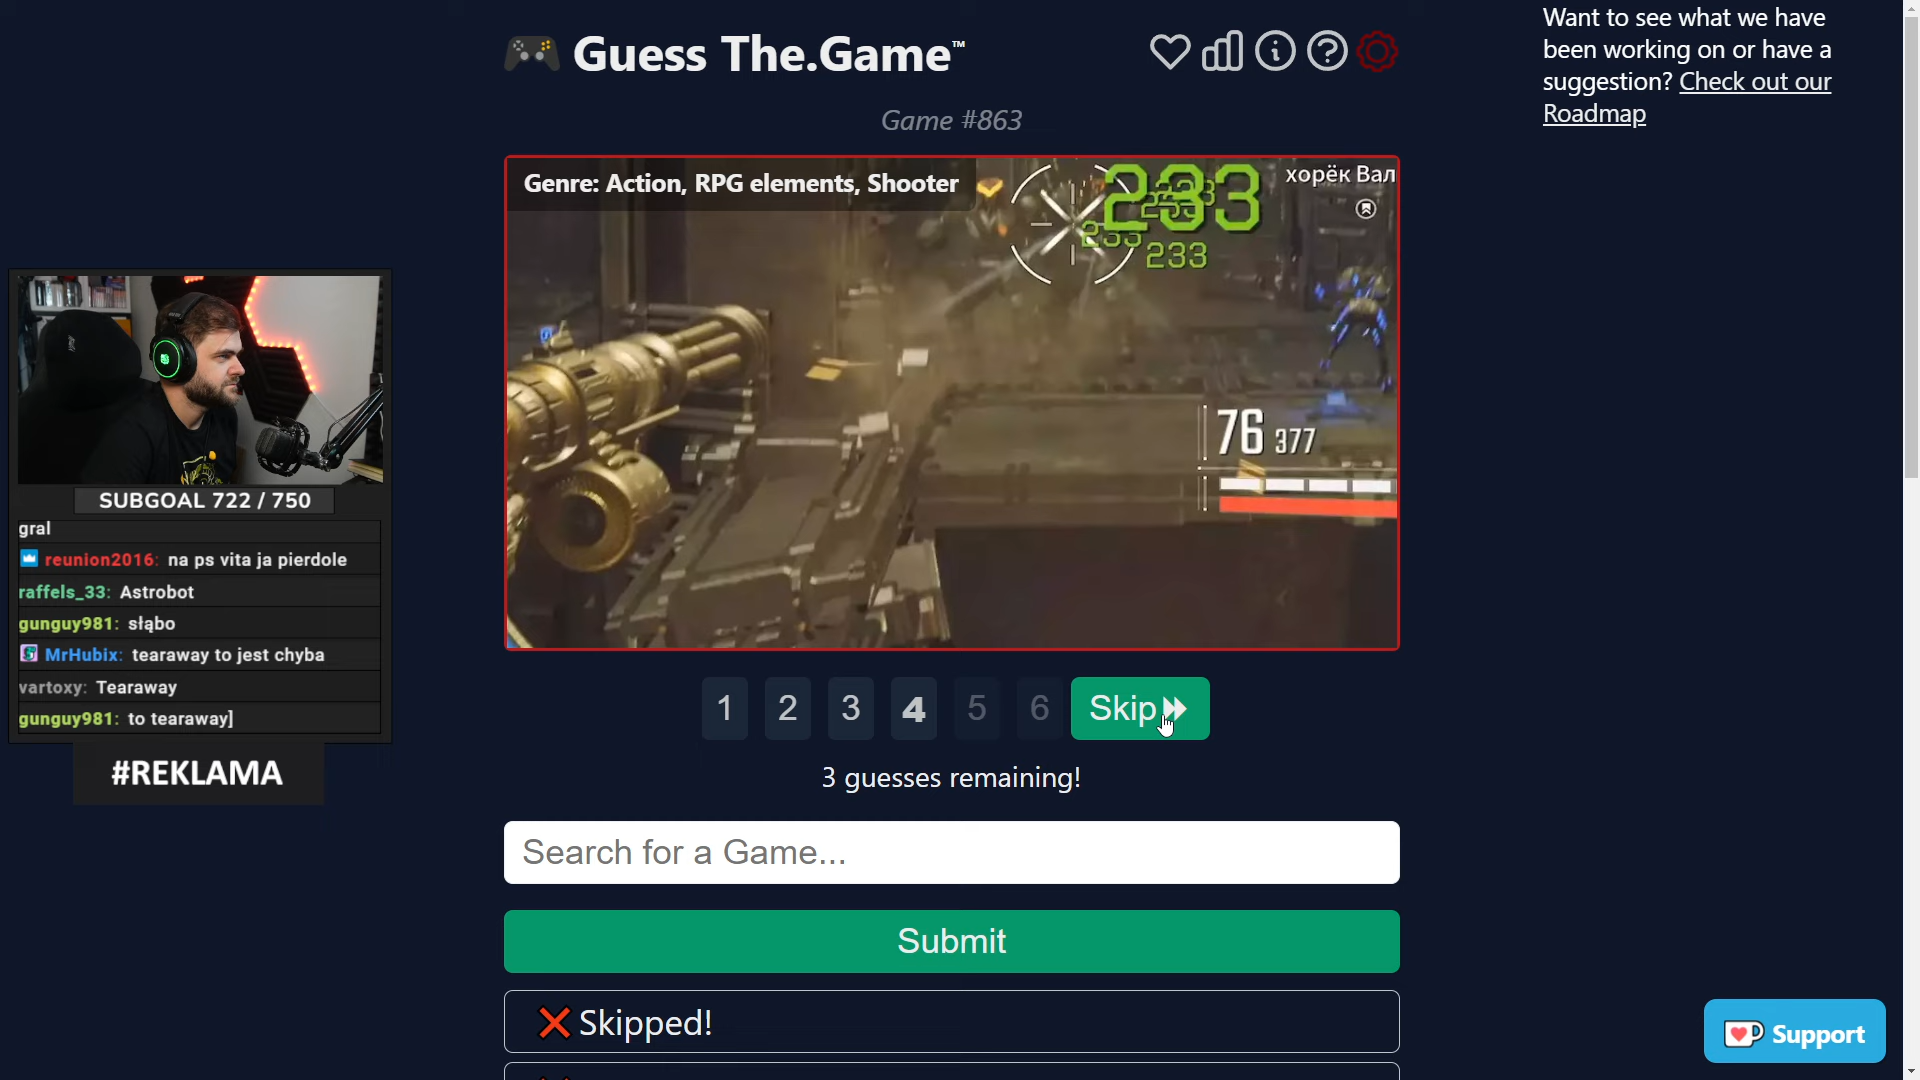 Guess The.Game™
Game #863
Want to see what we have
been working on or have a
suggestion? Check out our
Roadmap
Genre: Action, RPG elements, Shooter
233
233
233
233
хорёк Вал
76 377
SUBGOAL 722 / 750
gral
reunion2016: na ps vita ja pierdole
raffels_33: Astrobot
gunguy981: słąbo
MrHubix: tearaway to jest chyba
vartoxy: Tearaway
gunguy981: to tearaway]
#REKLAMA
1 2 3 4 5 6 Skip
3 guesses remaining!
Search for a Game...
Submit
Skipped!
Support